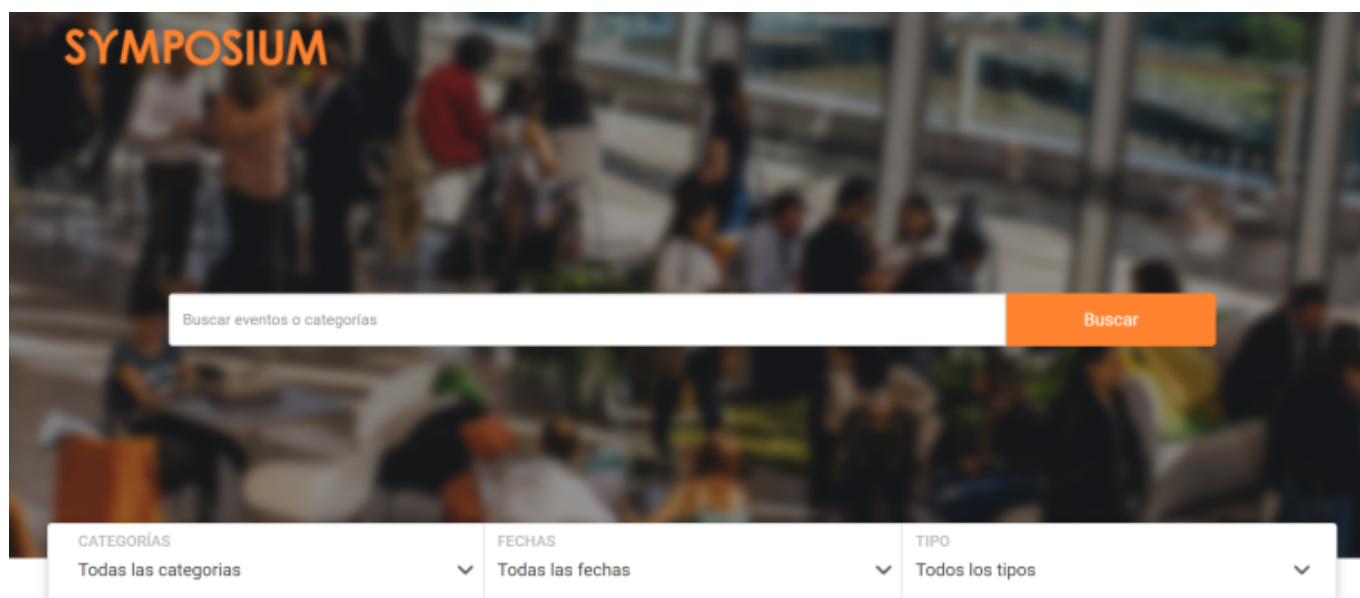 SYMPOSIUM
Buscar eventos o categorías
Buscar
CATEGORÍAS
Todas las categorias
FECHAS
Todas las fechas
TIPO
Todos los tipos